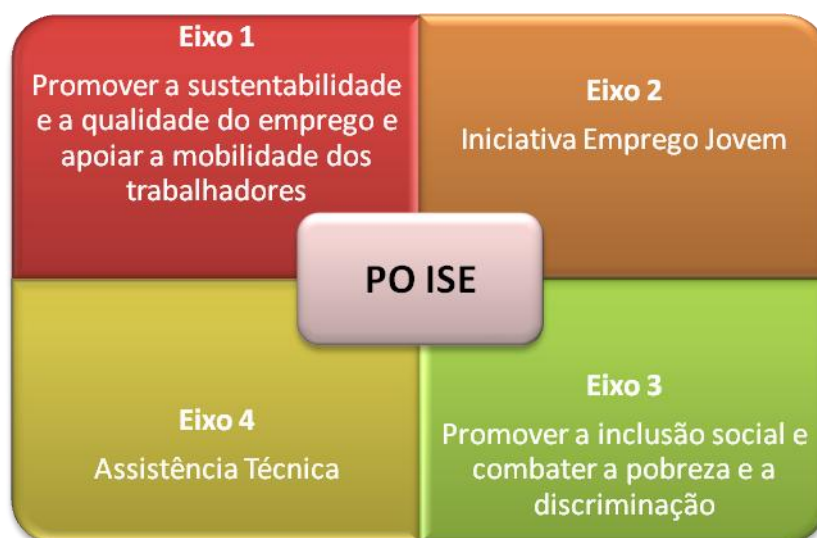 Eixo 1
Promover a sustentabilidade
e a qualidade do emprego e
apoiar a mobilidade dos
trabalhadores
Eixo 2
Iniciativa Emprego Jovem
PO ISE
Eixo 4
Assistência Técnica
Eixo 3
Promover a inclusão social e
combater a pobreza e a
discriminação